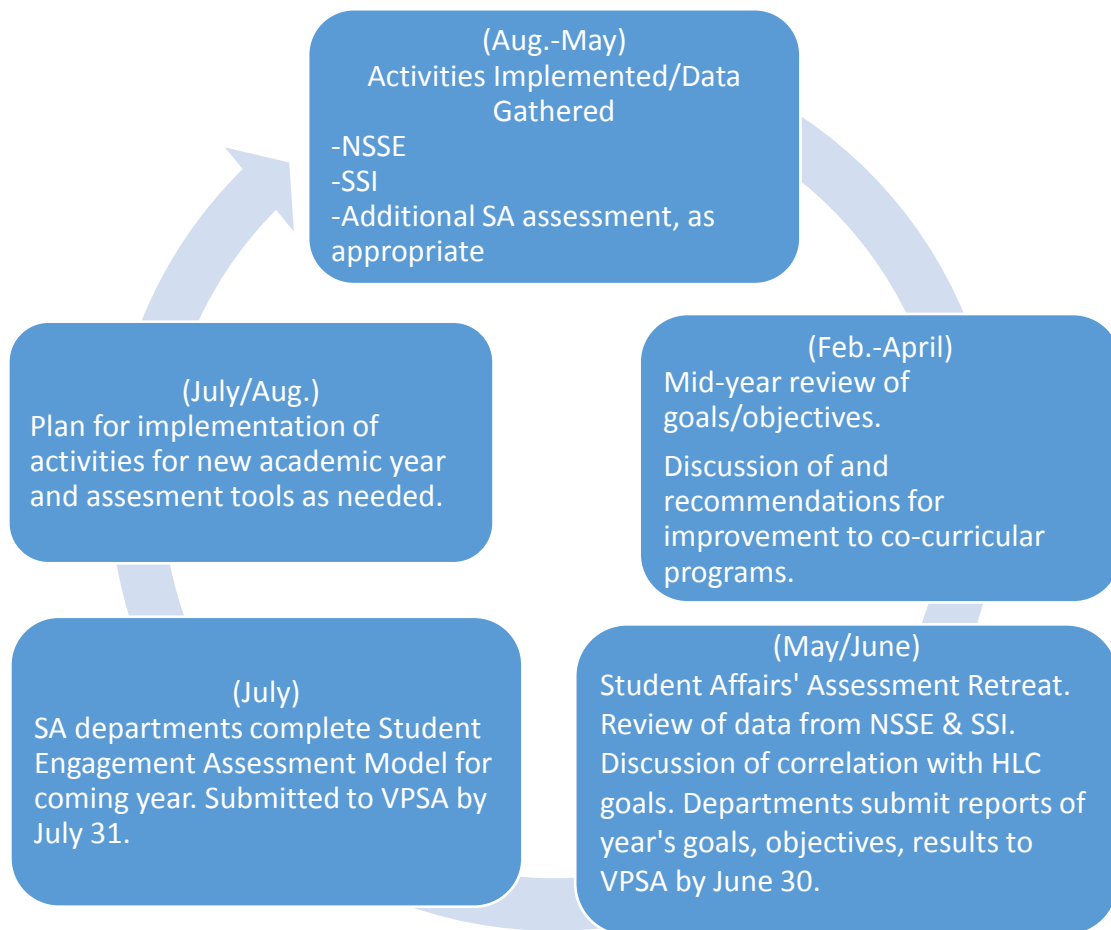 (Aug.-May)
Activities Implemented/Data
Gathered
-NSSE
-SSI
-Additional SA assessment, as
appropriate
(Feb.-April)
Mid-year review of
goals/objectives.
Discussion of and
recommendations for
improvement to co-curricular
programs.
(May/June)
Student Affairs' Assessment Retreat.
Review of data from NSSE & SSI.
Discussion of correlation with HLC
goals. Departments submit reports of
year's goals, objectives, results to
VPSA by June 30.
(July)
SA departments complete Student
Engagement Assessment Model for
coming year. Submitted to VPSA by
July 31.
(July/Aug.)
Plan for implementation of
activities for new academic year
and assesment tools as needed.